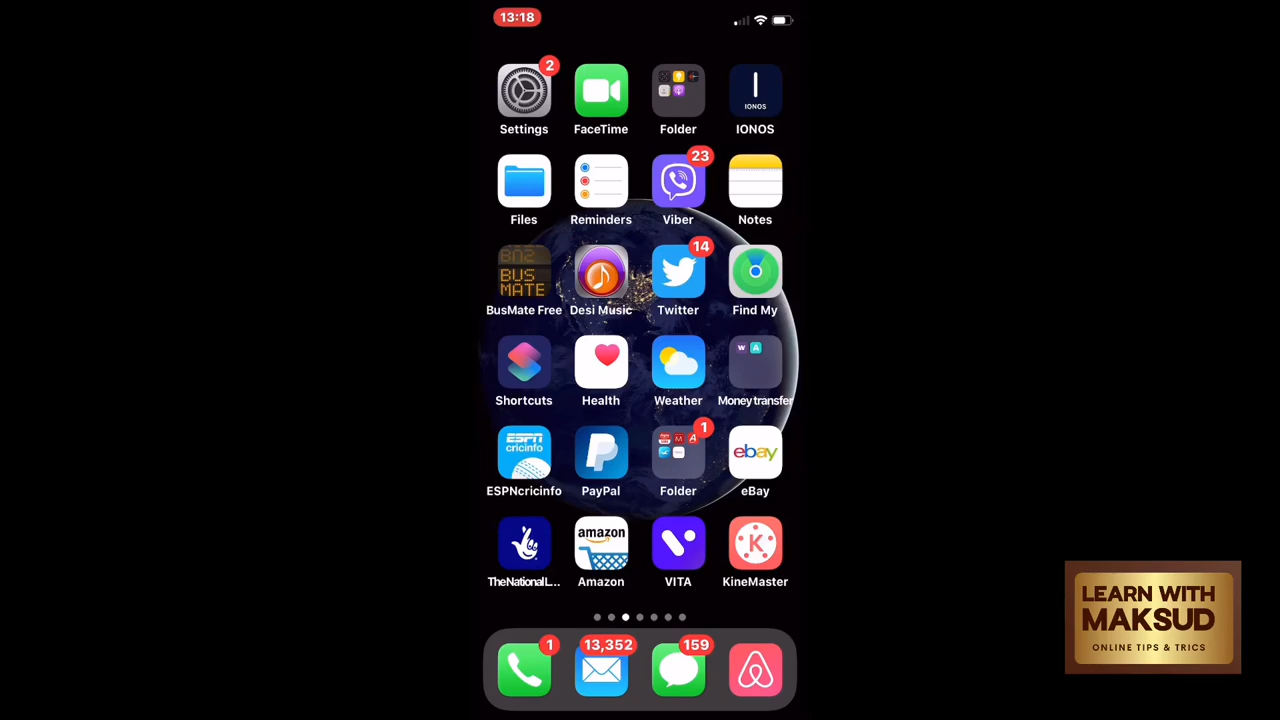 13:18
2
Settings
FaceTime
Folder
IONOS
IONOS
23
Files
Reminders
Viber
Notes
BUS
BUS
MATE
14
BusMate Free
Desi Music
Twitter
Find My
W A
Shortcuts
Health
Weather
Money transfer
ESPN
cricinfo
1
ebay
ESPNcricinfo
PayPal
Folder
eBay
amazon
K
TheNationalL...
Amazon
VITA
KineMaster
1
13,352
159
LEARN WITH
MAKSUD
ONLINE TIPS & TRICS